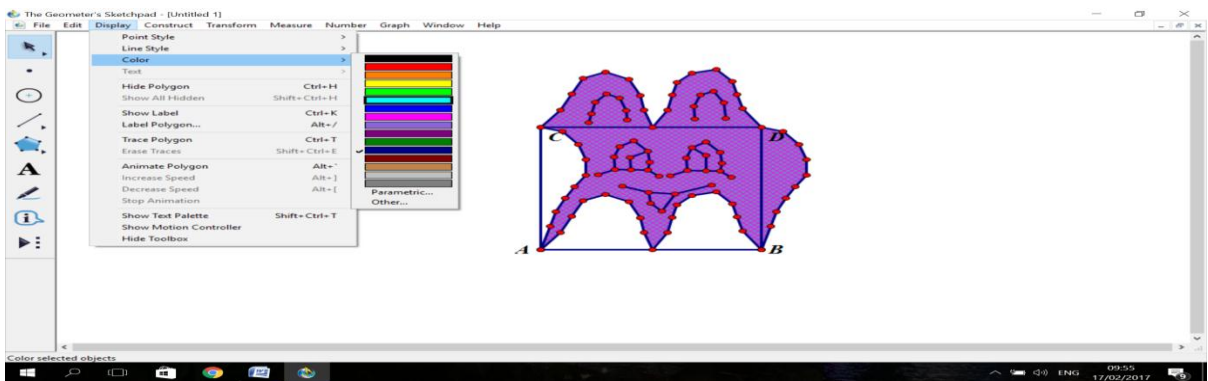 The Geometer's Sketchpad - [Untitled 1]
File Edit Display Construct Transform Measure Number Graph Window Help
Point Style
Line Style
Color
Text
Hide Polygon Ctrl+H
Show All Hidden Shift+Ctrl+H
Show Label Ctrl+K
Label Polygon... Alt+/
Trace Polygon Ctrl+T
Erase Traces Shift+Ctrl+E
Animate Polygon Alt+`
Increase Speed Alt+]
Decrease Speed Alt+[
Stop Animation
Show Text Palette Shift+Ctrl+T
Show Motion Controller
Hide Toolbox
Parametric...
Other...
A
C
D
A
B
Color selected objects
ENG
09:55
17/02/2017